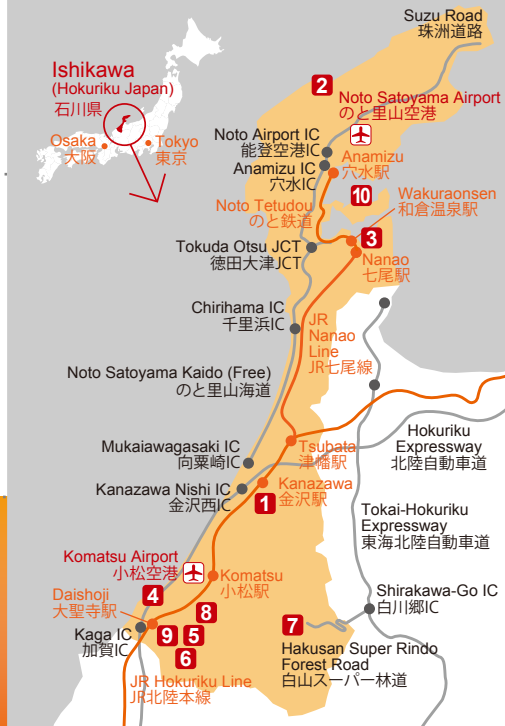 Suzu Road
珠洲道路
Ishikawa
(Hokuriku Japan)
石川県
Osaka
大阪
Tokyo
東京
2
Noto Satoyama Airport
のと里山空港
Noto Airport IC
能登空港IC
Anamizu IC
穴水IC
Anamizu
穴水駅
10
Noto Tetudou
のと鉄道
Wakuraonsen
和倉温泉駅
3
Tokuda Otsu JCT
徳田大津JCT
Nanao
七尾駅
Chirihama IC
千里浜IC
JR
Nanao
Line
JR七尾線
Noto Satoyama Kaido (Free)
のと里山海道
Mukaiawagasaki IC
向粟崎IC
Tsubata
津幡駅
Hokuriku
Expressway
北陸自動車道
Kanazawa Nishi IC
金沢西IC
Kanazawa
金沢駅
1
Tokai-Hokuriku
Expressway
東海北陸自動車道
Komatsu Airport
小松空港
Komatsu
小松駅
Daishoji
大聖寺駅
4
Shirakawa-Go IC
白川郷IC
Kaga IC
加賀IC
8
9
5
6
7
Hakusan Super Rindo
Forest Road
白山スーパー林道
JR Hokuriku Line
JR北陸本線